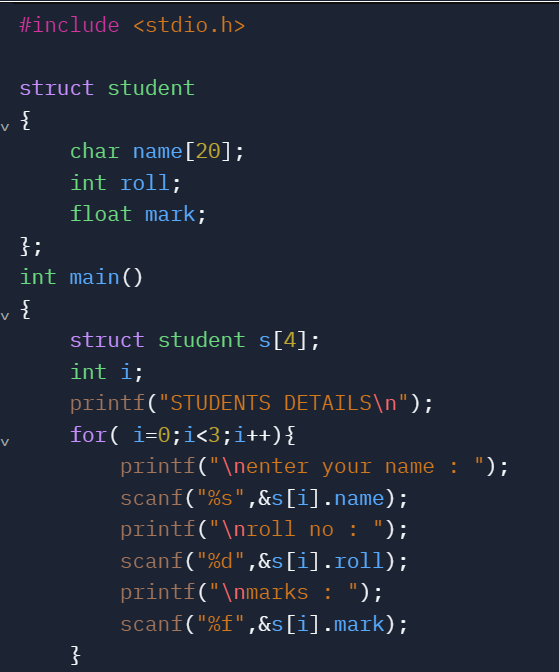 #include <stdio.h>
struct student
{
char name[20];
int roll;
float mark;
};
int main()
{
struct student s[4];
int i;
printf("STUDENTS DETAILS\n");
for( i=0;i<3;i++){
printf("\nenter your name : ");
scanf("%s",&s[i].name);
printf("\nroll no : ");
scanf("%d",&s[i].roll);
printf("\nmarks : ");
scanf("%f",&s[i].mark);
}